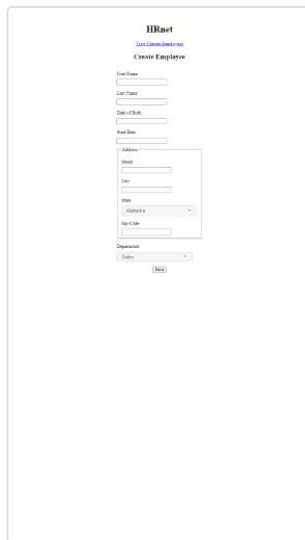 HRnet
View Current Employees
Create Employee
First Name
Last Name
Date of Birth
Start Date
Address
Street
City
State
Alabama
Zip Code
Department
Sales
Save